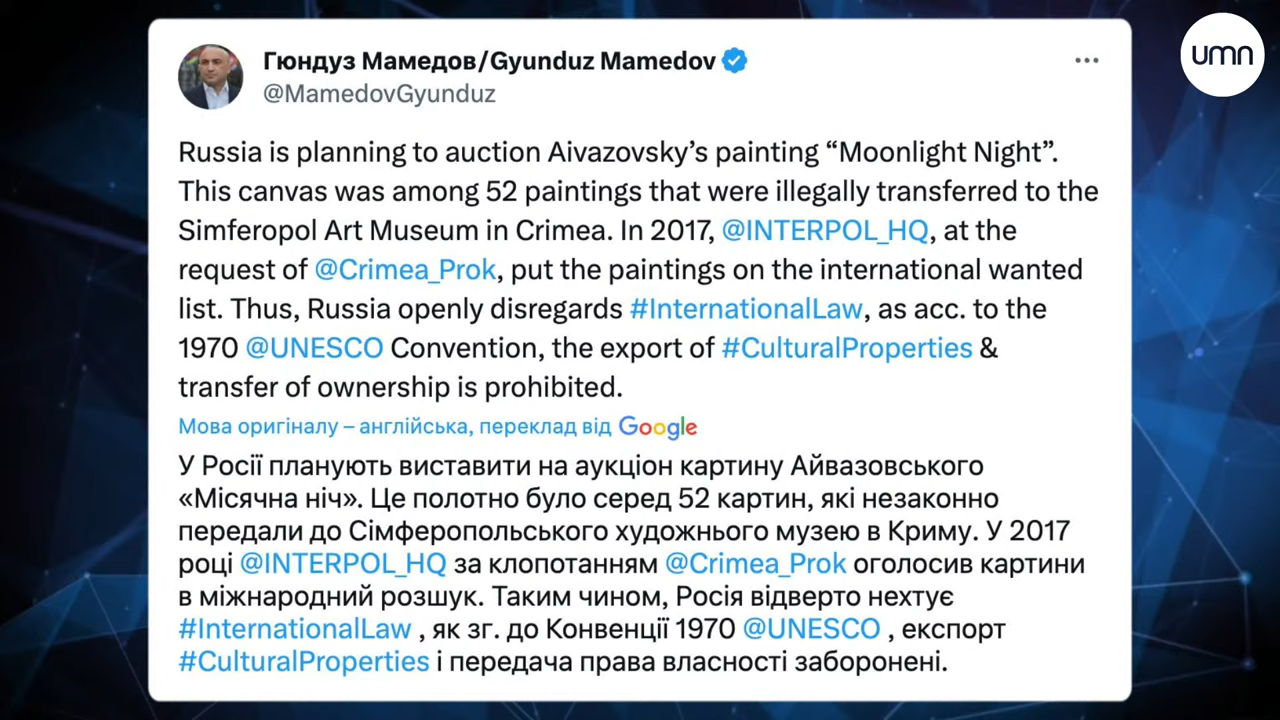 umn
Гюндуз Мамедов/Gyunduz Mamedov
@MamedovGyunduz
Russia is planning to auction Aivazovsky’s painting “Moonlight Night”.
This canvas was among 52 paintings that were illegally transferred to the
Simferopol Art Museum in Crimea. In 2017, @INTERPOL_HQ, at the
request of @Crimea_Prok, put the paintings on the international wanted
list. Thus, Russia openly disregards #InternationalLaw, as acc. to the
1970 @UNESCO Convention, the export of #CulturalProperties &
transfer of ownership is prohibited.
Мова оригіналу – англійська, переклад від Google
У Росії планують виставити на аукціон картину Айвазовського
«Місячна ніч». Це полотно було серед 52 картин, які незаконно
передали до Сімферопольського художнього музею в Криму. У 2017
році @INTERPOL_HQ за клопотанням @Crimea_Prok оголосив картини
в міжнародний розшук. Таким чином, Росія відверто нехтує
#InternationalLaw , як зг. до Конвенції 1970 @UNESCO , експорт
#CulturalProperties і передача права власності заборонені.